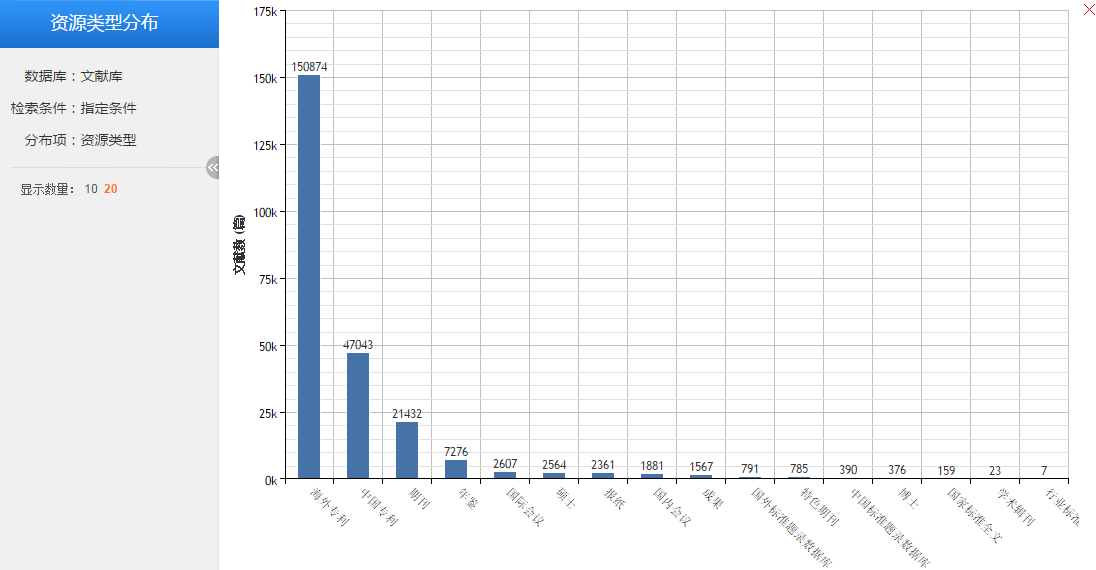 资源类型分布
数据库：文献库
检索条件：指定条件
分布项：资源类型
显示数量： 10 20
文献数 (篇)
175k
150k
125k
100k
75k
50k
25k
0k
150874
47043
21432
7276
2607
2564
2361
1881
1567
791
785
390
376
159
23
7
海外专利
中国专利
期刊
年鉴
国际会议
硕士
报纸
国内会议
成果
国外标准题录数据库
特色期刊
中国标准题录数据库
博士
国家标准全文
学术辑刊
行业标准